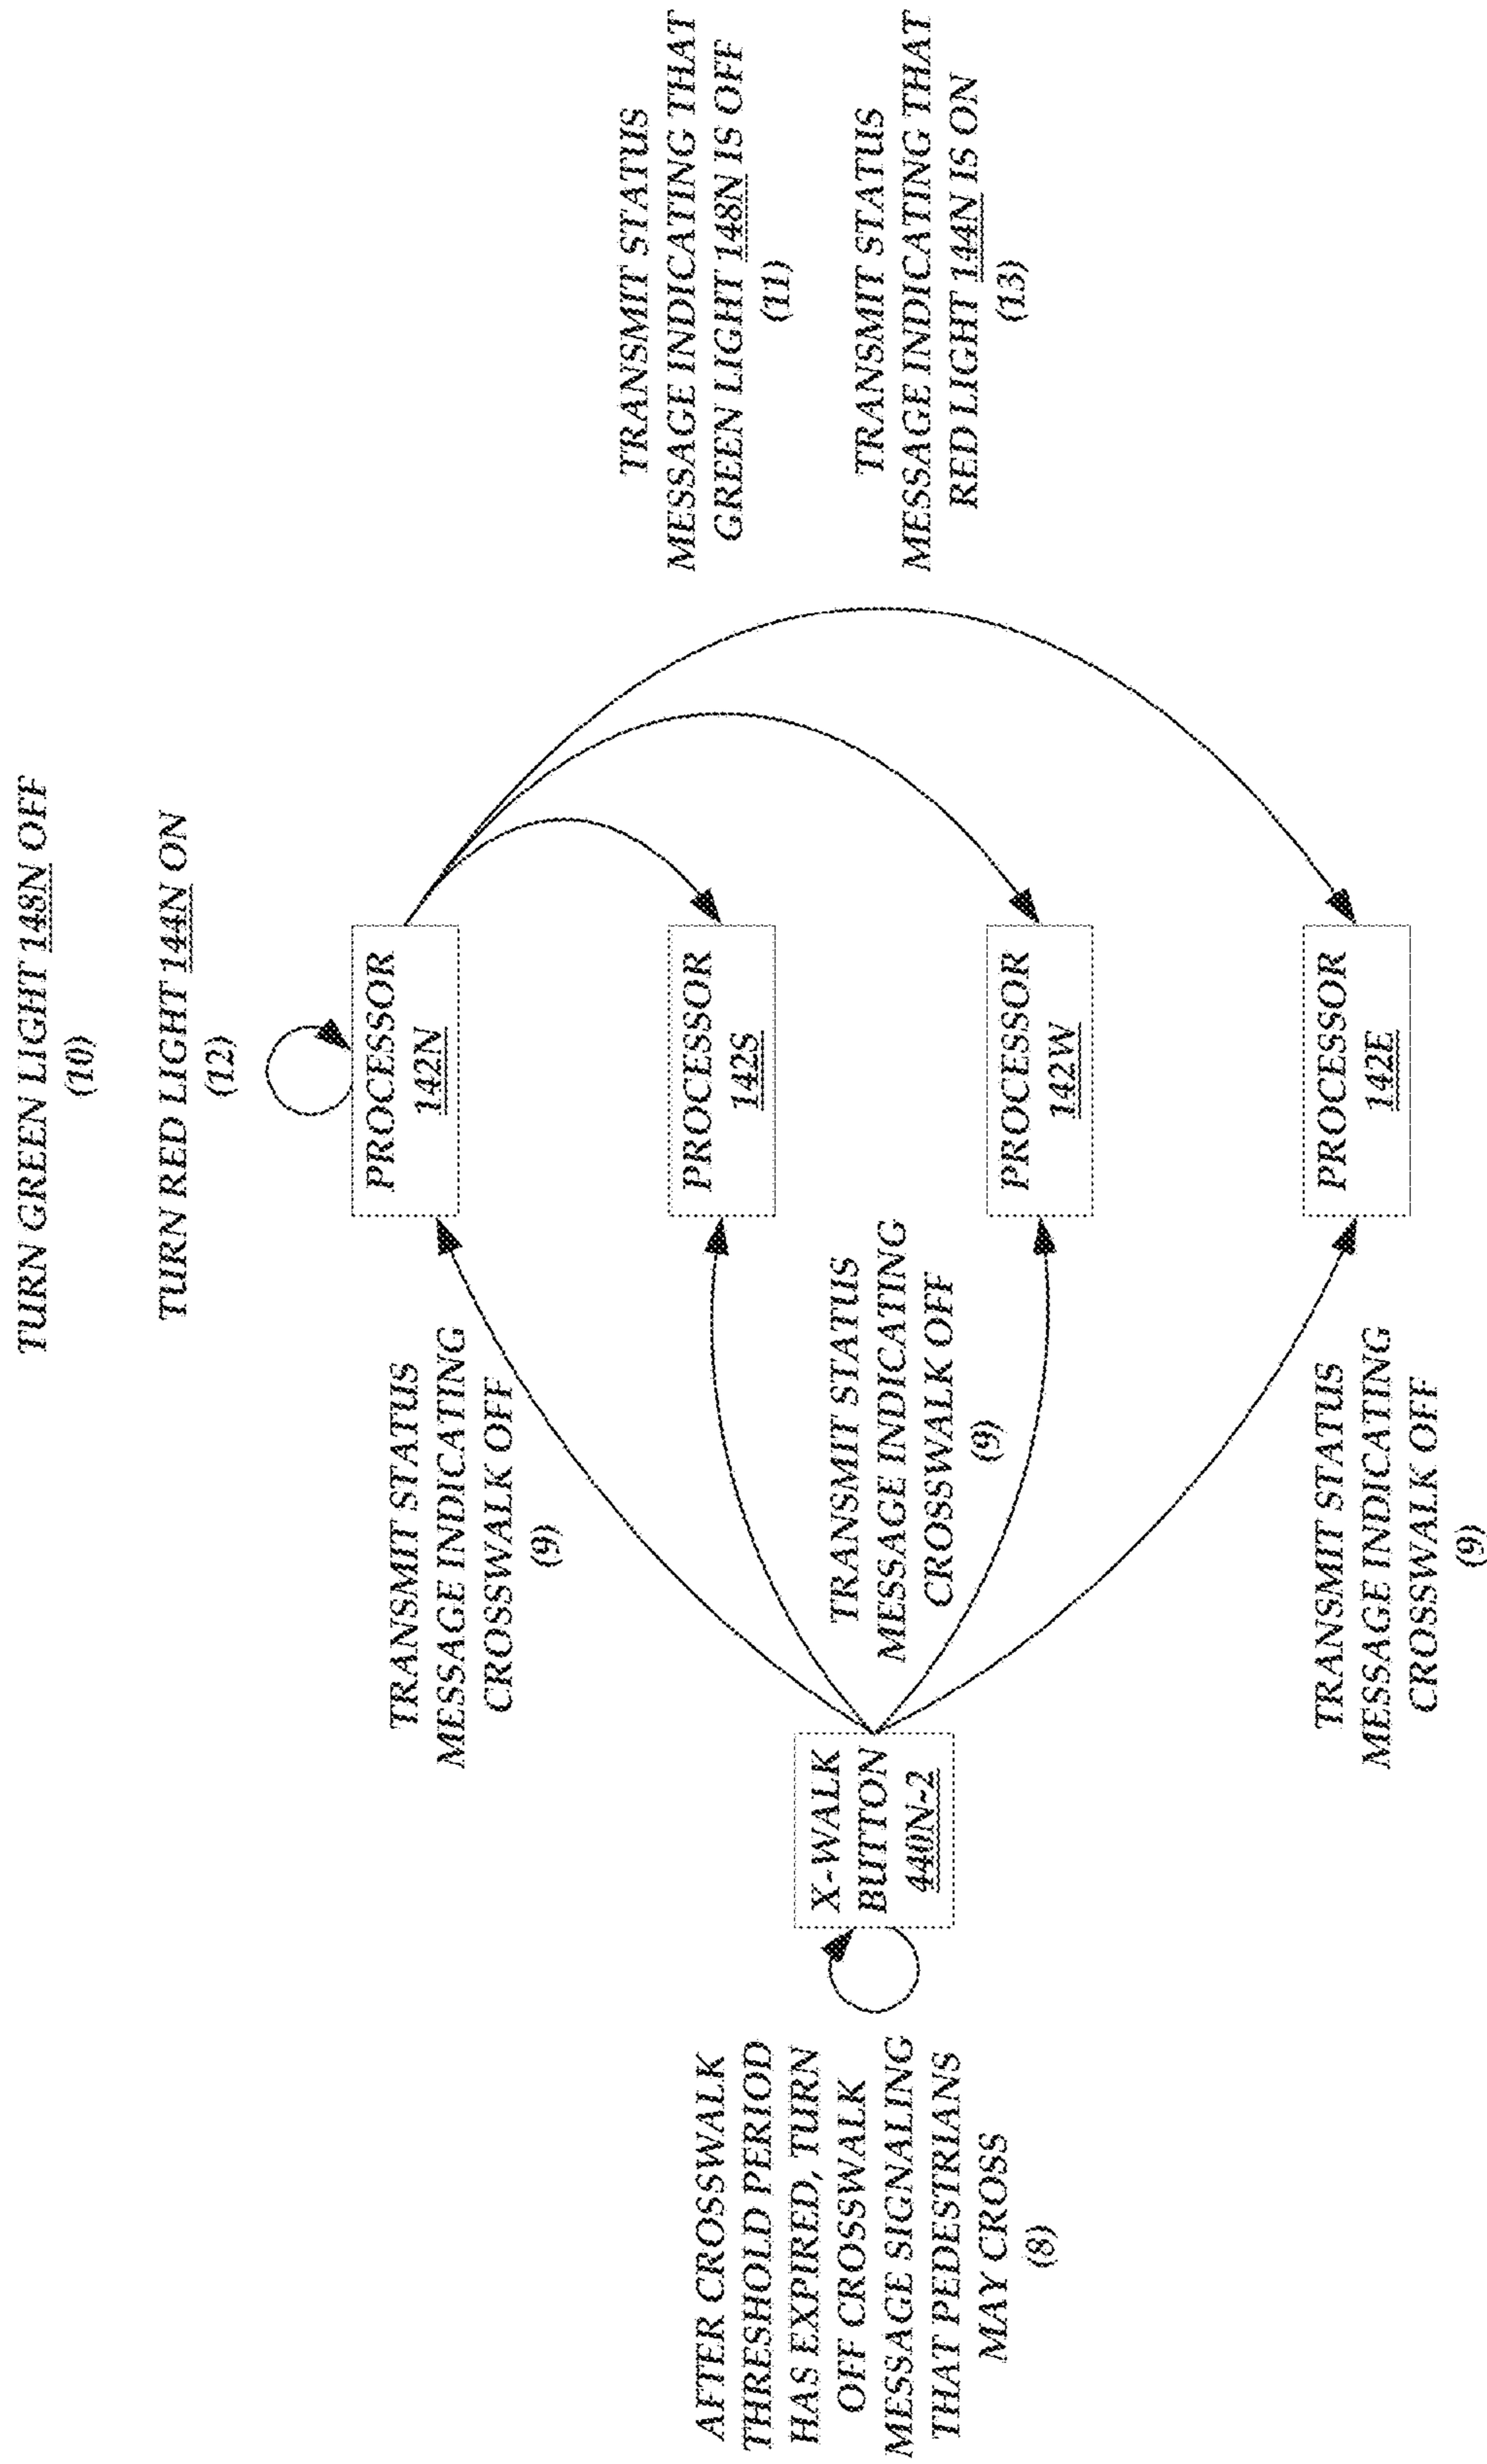 TURN GREEN LIGHT 148N OFF
(10)
TURN RED LIGHT 144N ON
(12)
AFTER CROSSWALK
THRESHOLD PERIOD
HAS EXPIRED, TURN
OFF CROSSWALK
MESSAGE SIGNALING
THAT PEDESTRIANS
MAY CROSS
(8)
X-WALK
BUTTON
440N-2
TRANSMIT STATUS
MESSAGE INDICATING
CROSSWALK OFF
(9)
TRANSMIT STATUS
MESSAGE INDICATING
CROSSWALK OFF
(9)
TRANSMIT STATUS
MESSAGE INDICATING
CROSSWALK OFF
(9)
PROCESSOR
142N
PROCESSOR
142S
PROCESSOR
142W
PROCESSOR
142E
TRANSMIT STATUS
MESSAGE INDICATING THAT
GREEN LIGHT 148N IS OFF
(11)
TRANSMIT STATUS
MESSAGE INDICATING THAT
RED LIGHT 144N IS ON
(13)